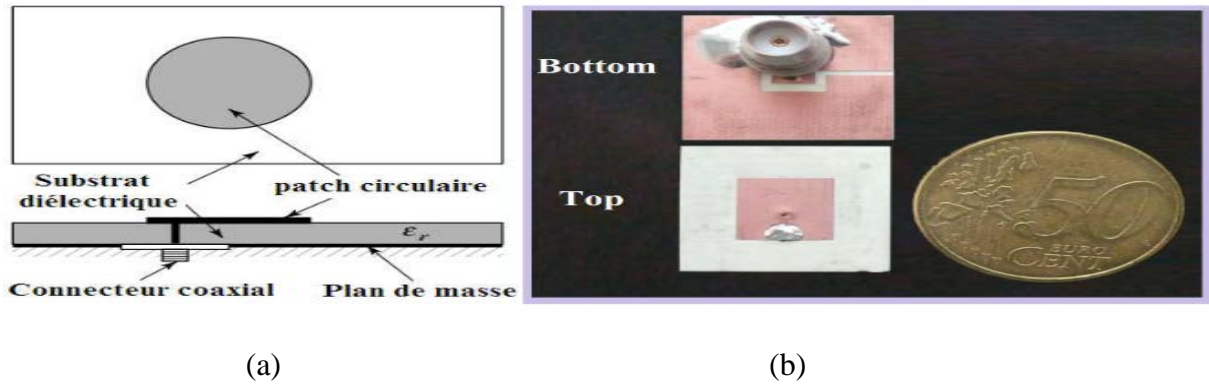 Substrat
diélectrique
patch circulaire
εr
Connecteur coaxial
Plan de masse
Bottom
Top
50
EURO
CENT
(a)
(b)